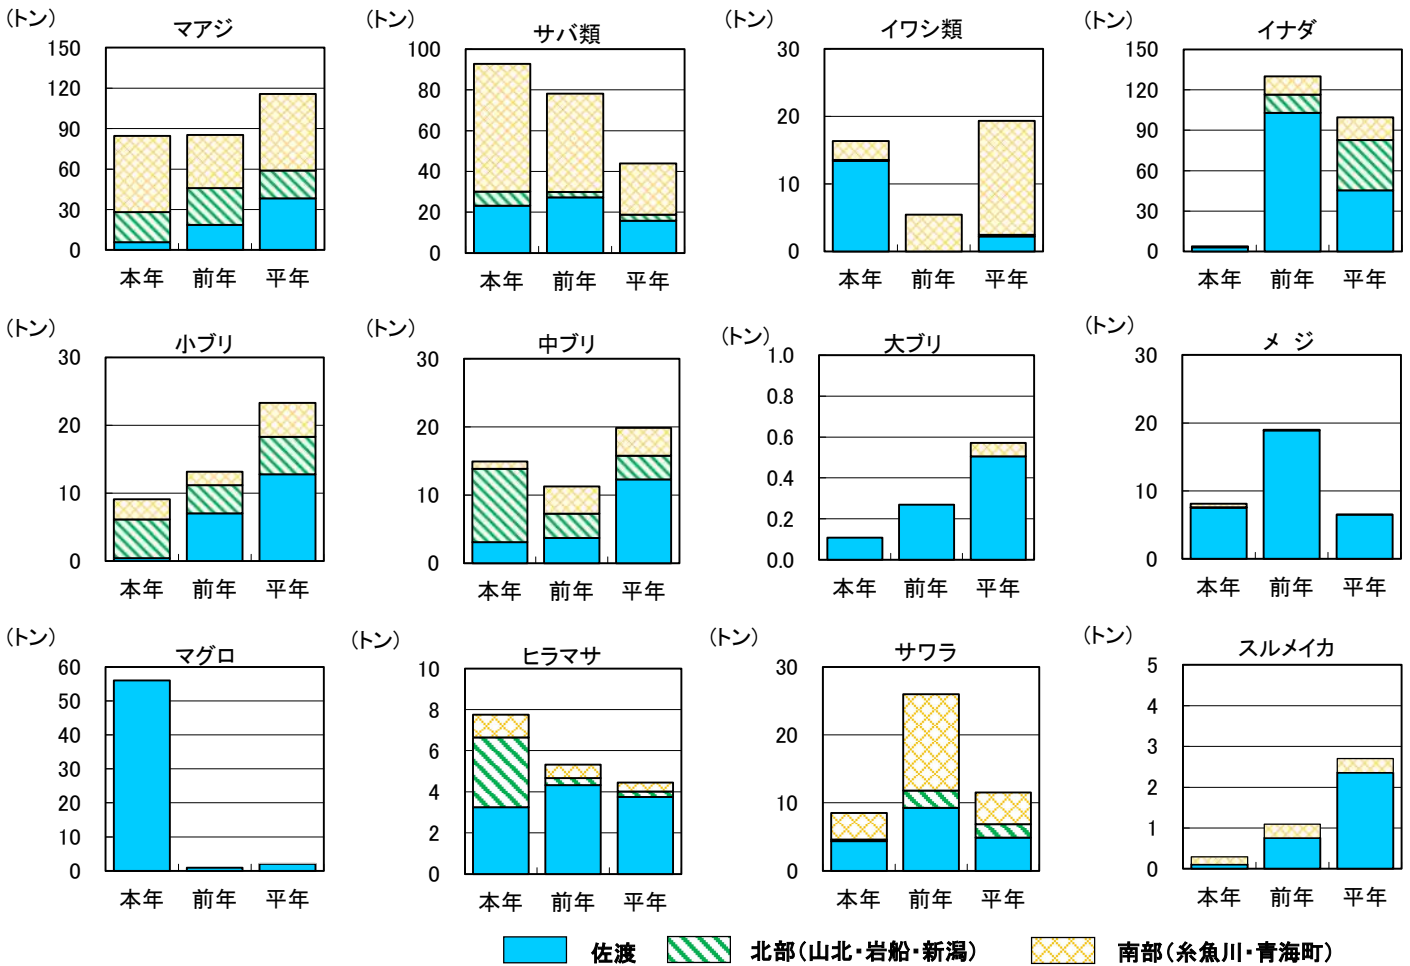 (トン)
マアジ
150
120
90
60
30
0
本年 前年 平年
(トン)
サバ類
100
80
60
40
20
0
本年 前年 平年
(トン)
イワシ類
30
20
10
0
本年 前年 平年
(トン)
イナダ
150
120
90
60
30
0
本年 前年 平年
(トン)
小ブリ
30
20
10
0
本年 前年 平年
(トン)
中ブリ
30
20
10
0
本年 前年 平年
(トン)
大ブリ
1.0
0.8
0.6
0.4
0.2
0.0
本年 前年 平年
(トン)
メ ジ
30
20
10
0
本年 前年 平年
(トン)
マグロ
60
50
40
30
20
10
0
本年 前年 平年
(トン)
ヒラマサ
10
8
6
4
2
0
本年 前年 平年
(トン)
サワラ
30
20
10
0
本年 前年 平年
(トン)
スルメイカ
5
4
3
2
1
0
本年 前年 平年
佐渡 北部(山北・岩船・新潟) 南部(糸魚川・青海町)